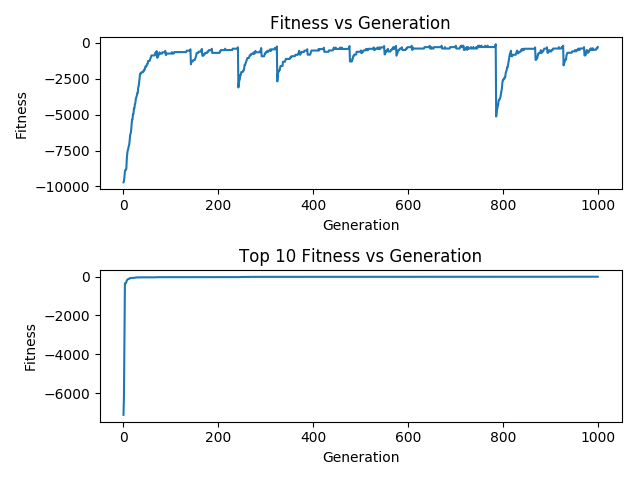 Fitness vs Generation
0
−2500
−5000
−7500
−10000
Fitness
0 200 400 600 800 1000
Generation
Top 10 Fitness vs Generation
0
−2000
−4000
−6000
Fitness
0 200 400 600 800 1000
Generation